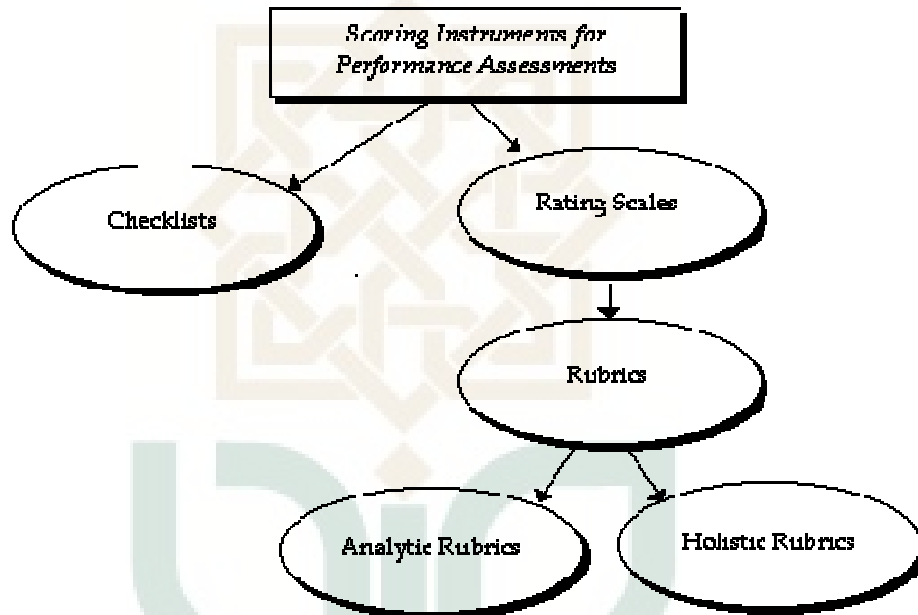 Scoring Instruments for
Performance Assessments
Checklists
Rating Scales
Rubrics
Analytic Rubrics
Holistic Rubrics